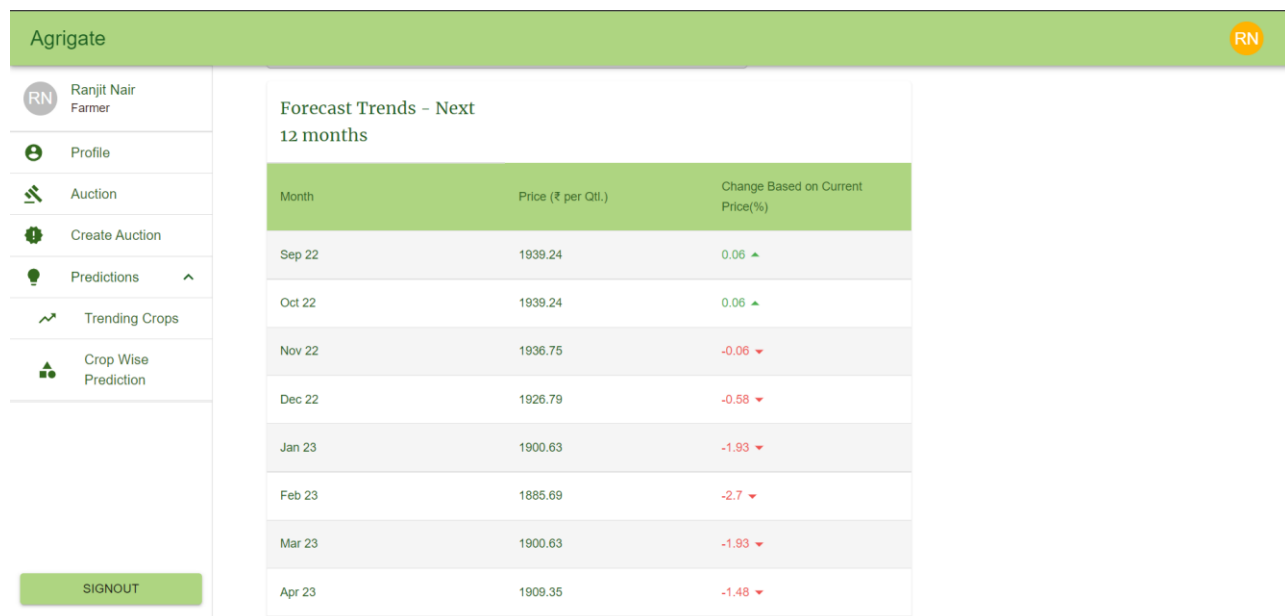 Agrigate
RN
RN
Ranjit Nair
Farmer
Profile
Auction
Create Auction
Predictions
Trending Crops
Crop Wise
Prediction
SIGNOUT
Forecast Trends - Next
12 months
Month Price (₹ per Qtl.) Change Based on Current
Price(%)
Sep 22 1939.24 0.06
Oct 22 1939.24 0.06
Nov 22 1936.75 -0.06
Dec 22 1926.79 -0.58
Jan 23 1900.63 -1.93
Feb 23 1885.69 -2.7
Mar 23 1900.63 -1.93
Apr 23 1909.35 -1.48